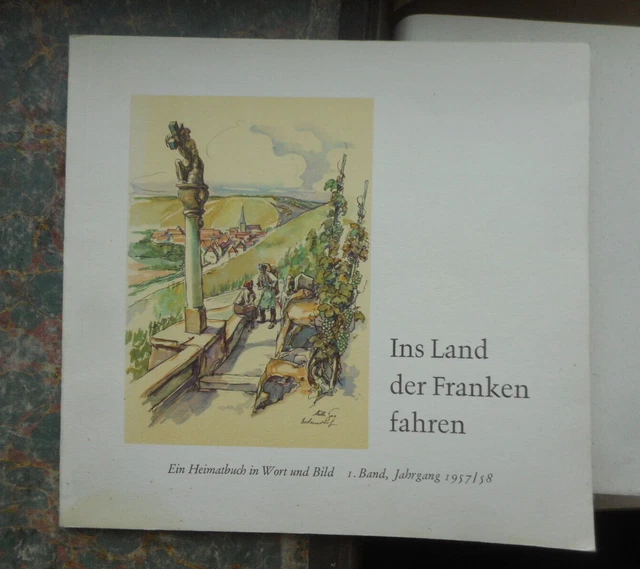 Ins Land
der Franken
fahren
Ein Heimatbuch in Wort und Bild 1. Band, Jahrgang 1957/58